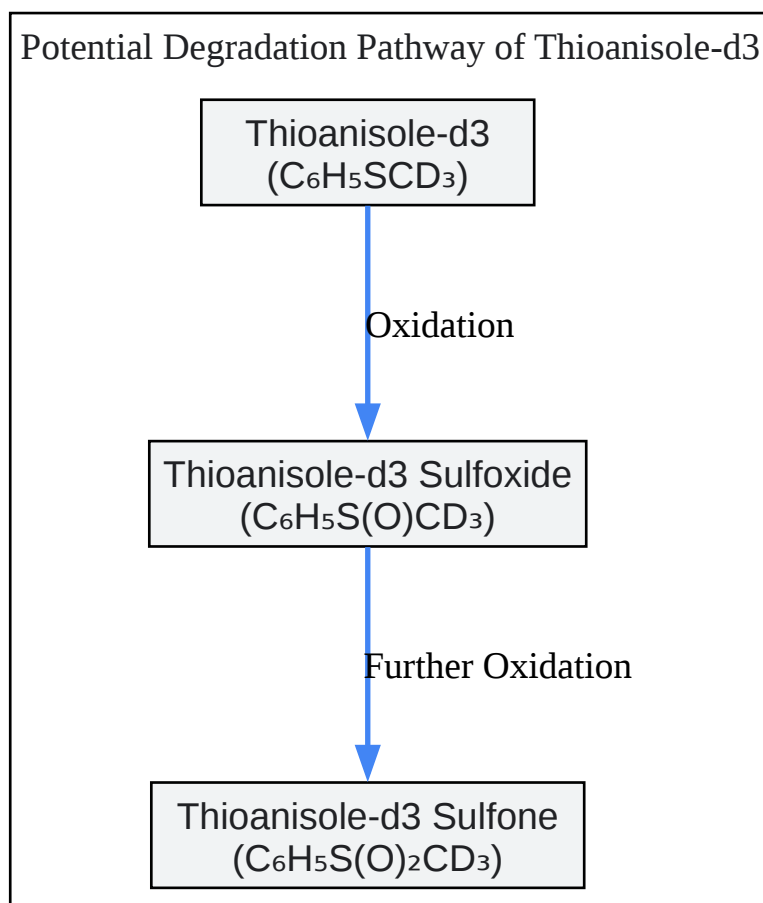 Potential Degradation Pathway of Thioanisole-d3
Thioanisole-d3
(C₆H₅SCD₃)
Oxidation
Thioanisole-d3 Sulfoxide
(C₆H₅S(O)CD₃)
Further Oxidation
Thioanisole-d3 Sulfone
(C₆H₅S(O)₂CD₃)